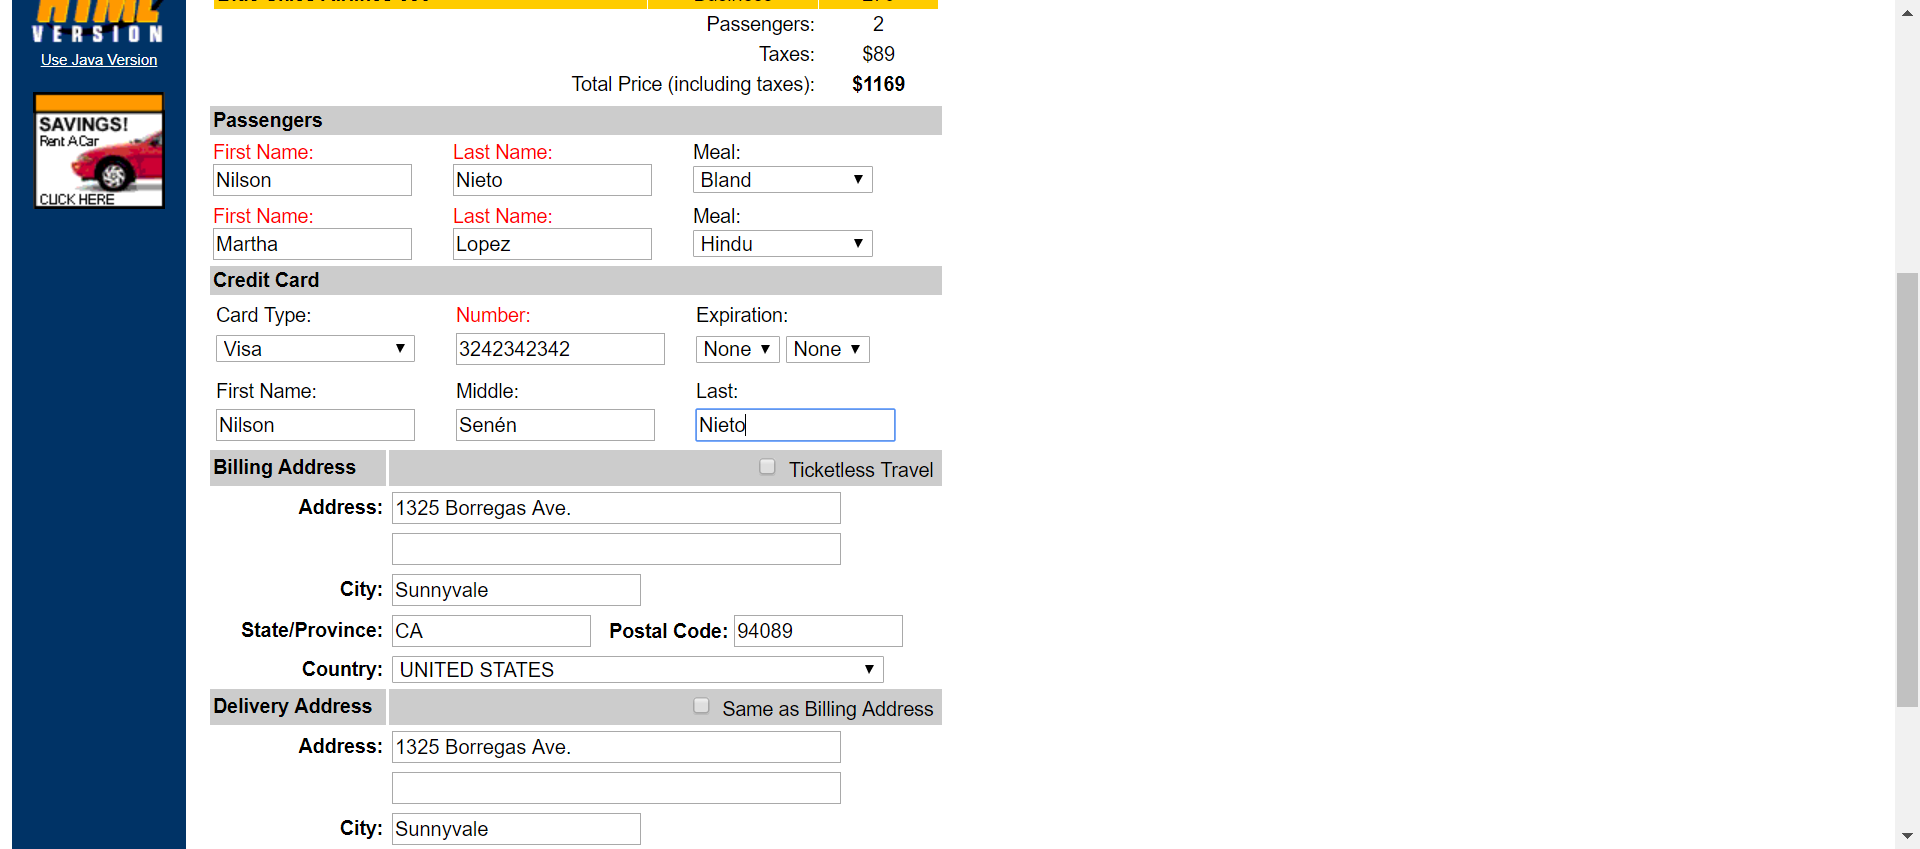 HTML
VERSION
Use Java Version
SAVINGS!
Rent A Car
CLICK HERE
Passengers: 2
Taxes: $89
Total Price (including taxes): $1169
Passengers
First Name: Last Name: Meal:
Nilson Nieto Bland
First Name: Last Name: Meal:
Martha Lopez Hindu
Credit Card
Card Type: Number: Expiration:
Visa 3242342342 None None
First Name: Middle: Last:
Nilson Senén Nieto
Billing Address Ticketless Travel
Address: 1325 Borregas Ave.
City: Sunnyvale
State/Province: CA Postal Code: 94089
Country: UNITED STATES
Delivery Address Same as Billing Address
Address: 1325 Borregas Ave.
City: Sunnyvale